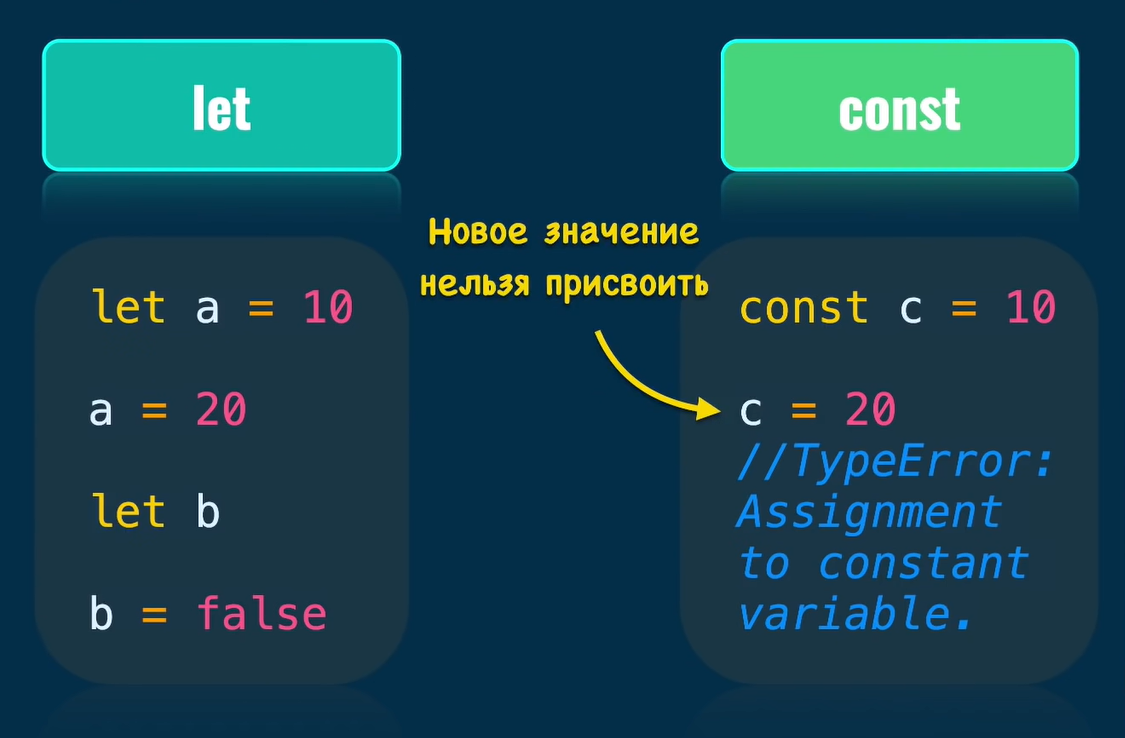 let
const
Новое значение
нельзя присвоить
let a = 10
a = 20
let b
b = false
const c = 10
c = 20
//TypeError:
Assignment
to constant
variable.